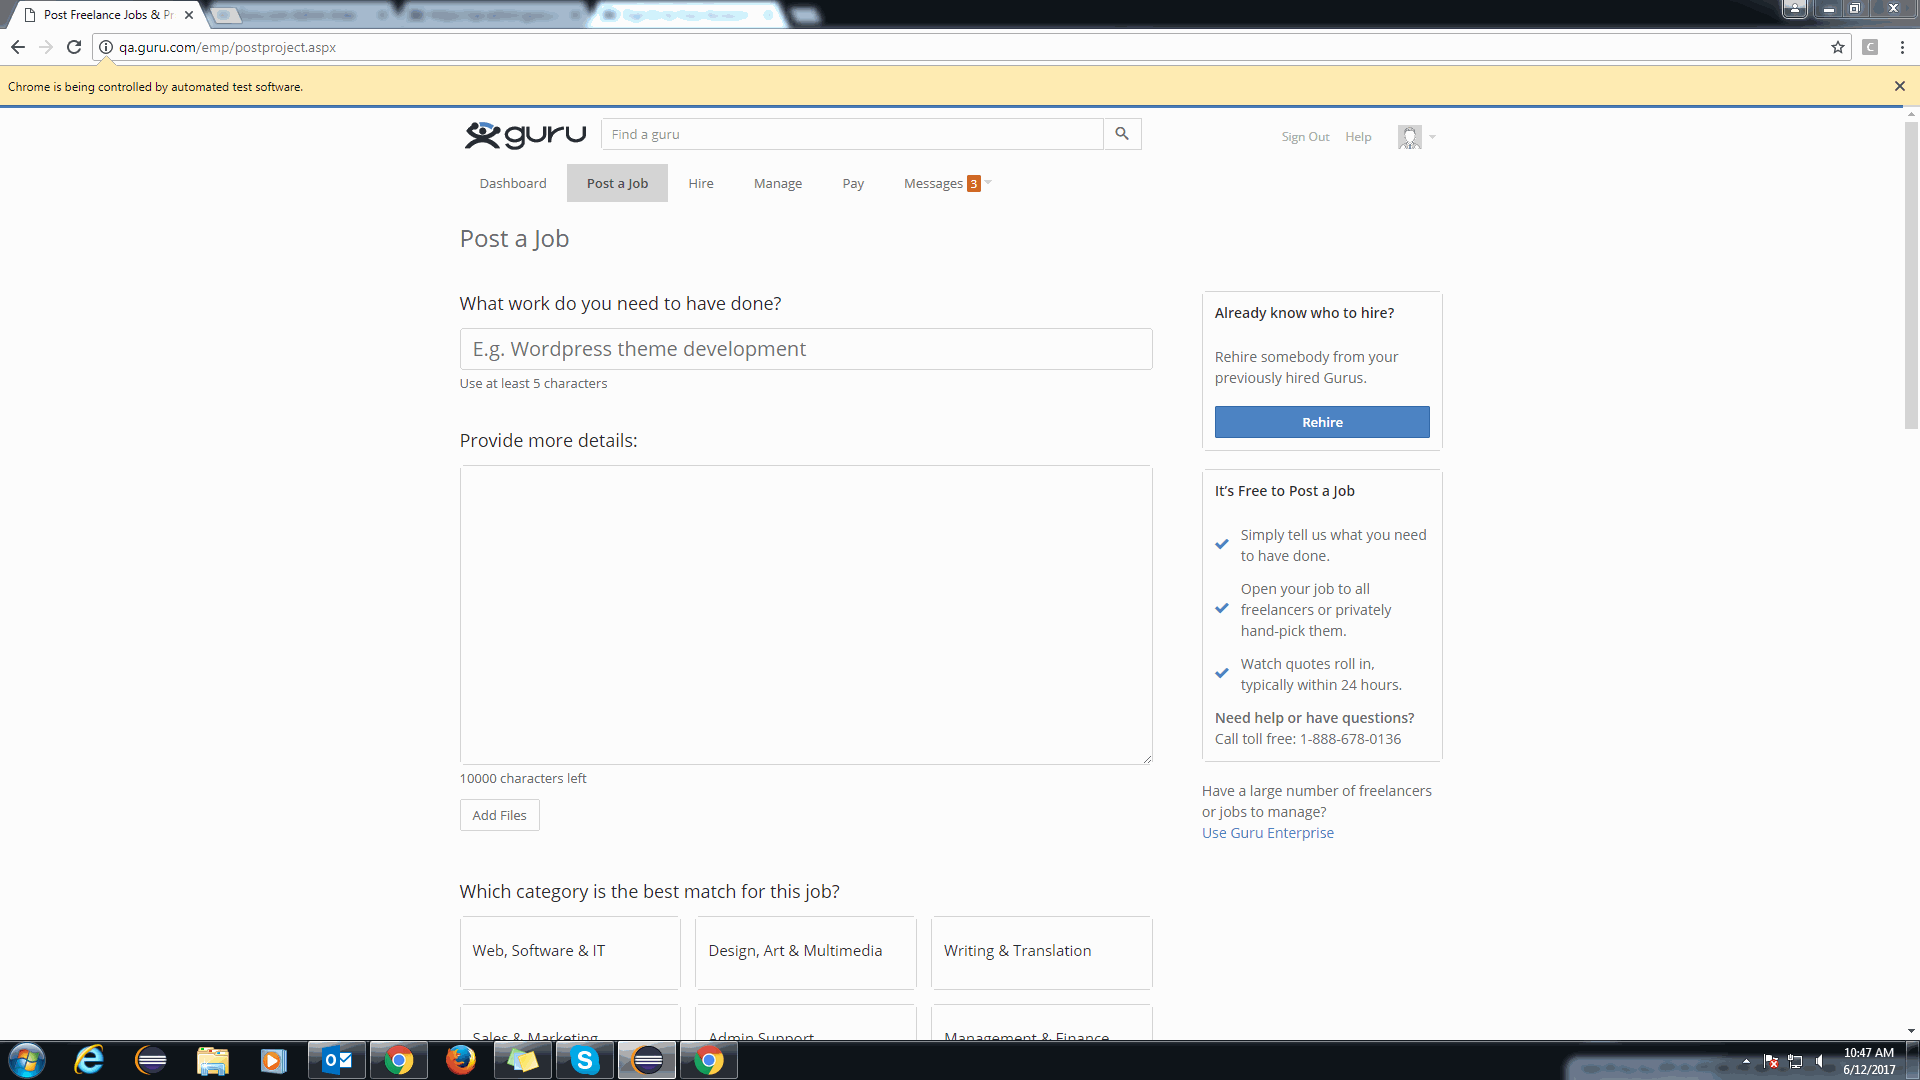 Post Freelance Jobs & Pr
qa.guru.com/emp/postproject.aspx
C
Chrome is being controlled by automated test software.
guru
Find a guru
Sign Out
Help
Dashboard
Post a Job
Hire
Manage
Pay
Messages 3
Post a Job
What work do you need to have done?
E.g. Wordpress theme development
Use at least 5 characters
Provide more details:
10000 characters left
Add Files
Already know who to hire?
Rehire somebody from your
previously hired Gurus.
Rehire
It's Free to Post a Job
Simply tell us what you need
to have done.
Open your job to all
freelancers or privately
hand-pick them.
Watch quotes roll in,
typically within 24 hours.
Need help or have questions?
Call toll free: 1-888-678-0136
Have a large number of freelancers
or jobs to manage?
Use Guru Enterprise
Which category is the best match for this job?
Web, Software & IT
Design, Art & Multimedia
Writing & Translation
Sales & Marketing
Admin Support
Management & Finance
10:47 AM
6/12/2017